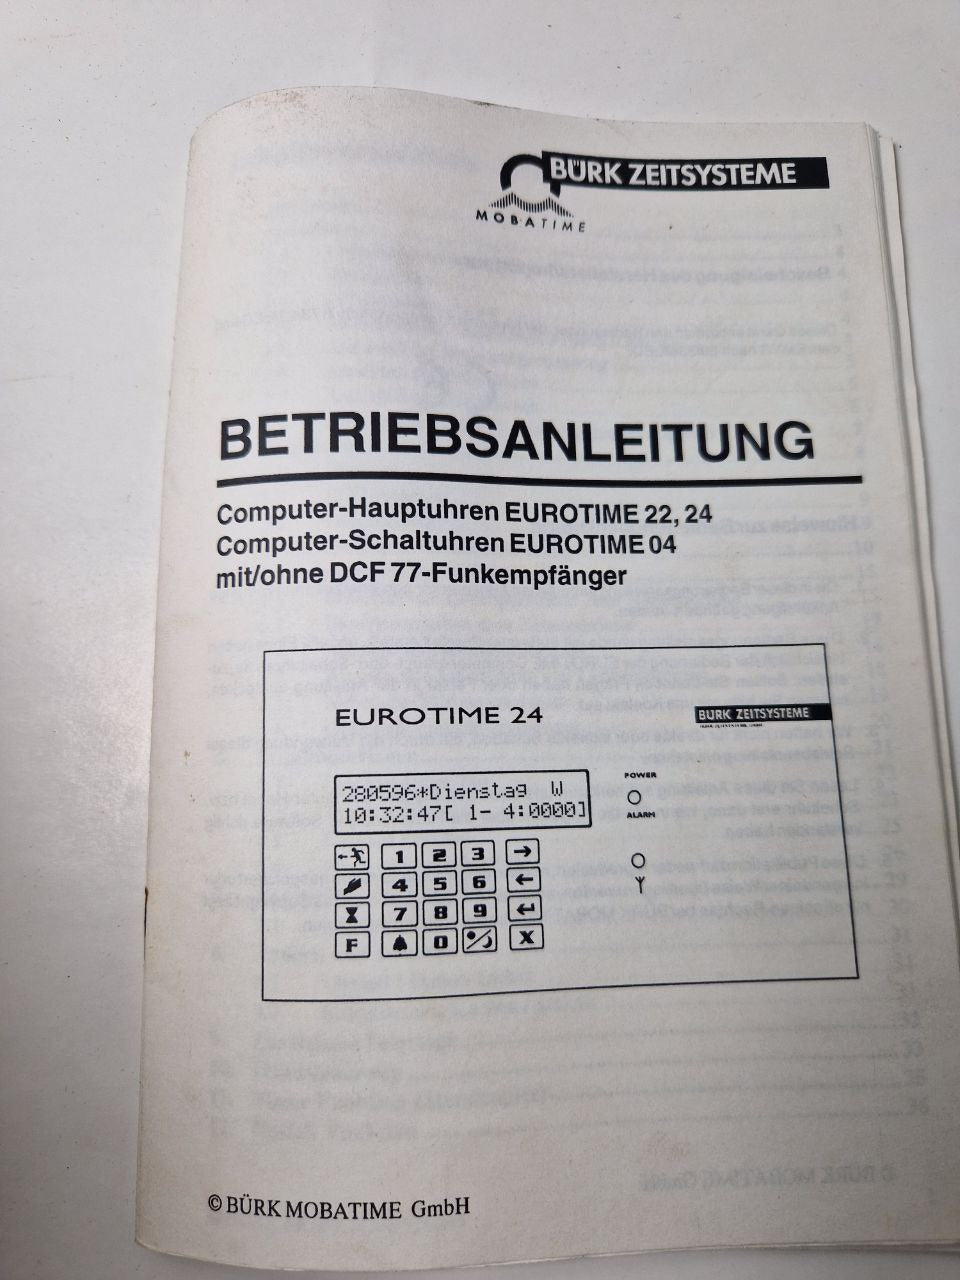 BÜRK ZEITSYSTEME
MOBATIME
BETRIEBSANLEITUNG
Computer-Hauptuhren EUROTIME 22, 24
Computer-Schaltuhren EUROTIME 04
mit/ohne DCF 77-Funkempfänger
EUROTIME 24
BÜRK ZEITSYSTEME
280596*Dienstag W
10:32:47[ 1- 4:0000]
POWER
ALARM
1 2 3
4 5 6
7 8 9
F 0 X
© BÜRK MOBATIME GmbH